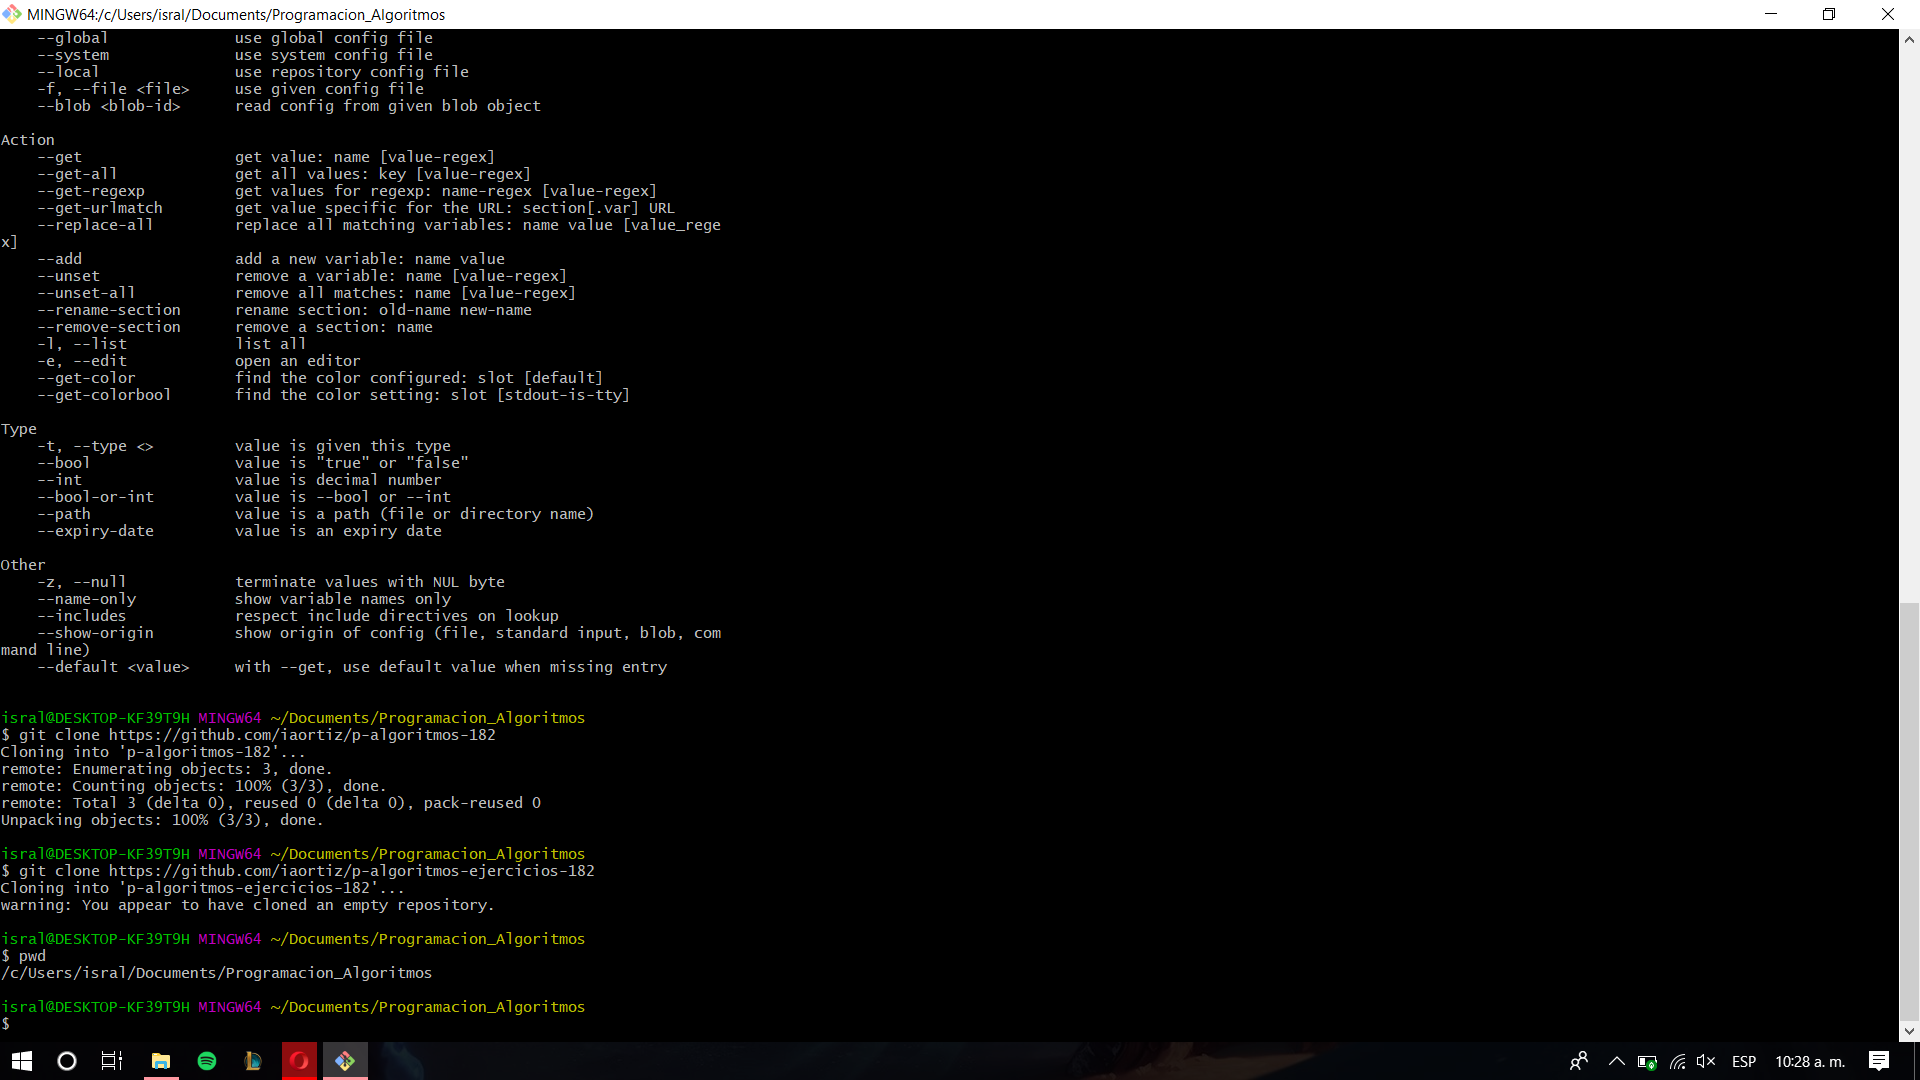 MINGW64:/c/Users/isral/Documents/Programacion_Algoritmos
    --global              use global config file
    --system              use system config file
    --local               use repository config file
    -f, --file <file>     use given config file
    --blob <blob-id>      read config from given blob object
Action
    --get                 get value: name [value-regex]
    --get-all             get all values: key [value-regex]
    --get-regexp          get values for regexp: name-regex [value-regex]
    --get-urlmatch        get value specific for the URL: section[.var] URL
    --replace-all         replace all matching variables: name value [value_rege
x]
    --add                 add a new variable: name value
    --unset               remove a variable: name [value-regex]
    --unset-all           remove all matches: name [value-regex]
    --rename-section      rename section: old-name new-name
    --remove-section      remove a section: name
    -l, --list            list all
    -e, --edit            open an editor
    --get-color           find the color configured: slot [default]
    --get-colorbool       find the color setting: slot [stdout-is-tty]
Type
    -t, --type <>         value is given this type
    --bool                value is "true" or "false"
    --int                 value is decimal number
    --bool-or-int         value is --bool or --int
    --path                value is a path (file or directory name)
    --expiry-date         value is an expiry date
Other
    -z, --null            terminate values with NUL byte
    --name-only           show variable names only
    --includes            respect include directives on lookup
    --show-origin         show origin of config (file, standard input, blob, com
mand line)
    --default <value>     with --get, use default value when missing entry
isral@DESKTOP-KF39T9H MINGW64 ~/Documents/Programacion_Algoritmos
$ git clone https://github.com/iaortiz/p-algoritmos-182
Cloning into 'p-algoritmos-182'...
remote: Enumerating objects: 3, done.
remote: Counting objects: 100% (3/3), done.
remote: Total 3 (delta 0), reused 0 (delta 0), pack-reused 0
Unpacking objects: 100% (3/3), done.
isral@DESKTOP-KF39T9H MINGW64 ~/Documents/Programacion_Algoritmos
$ git clone https://github.com/iaortiz/p-algoritmos-ejercicios-182
Cloning into 'p-algoritmos-ejercicios-182'...
warning: You appear to have cloned an empty repository.
isral@DESKTOP-KF39T9H MINGW64 ~/Documents/Programacion_Algoritmos
$ pwd
/c/Users/isral/Documents/Programacion_Algoritmos
isral@DESKTOP-KF39T9H MINGW64 ~/Documents/Programacion_Algoritmos
$
ESP 10:28 a. m.